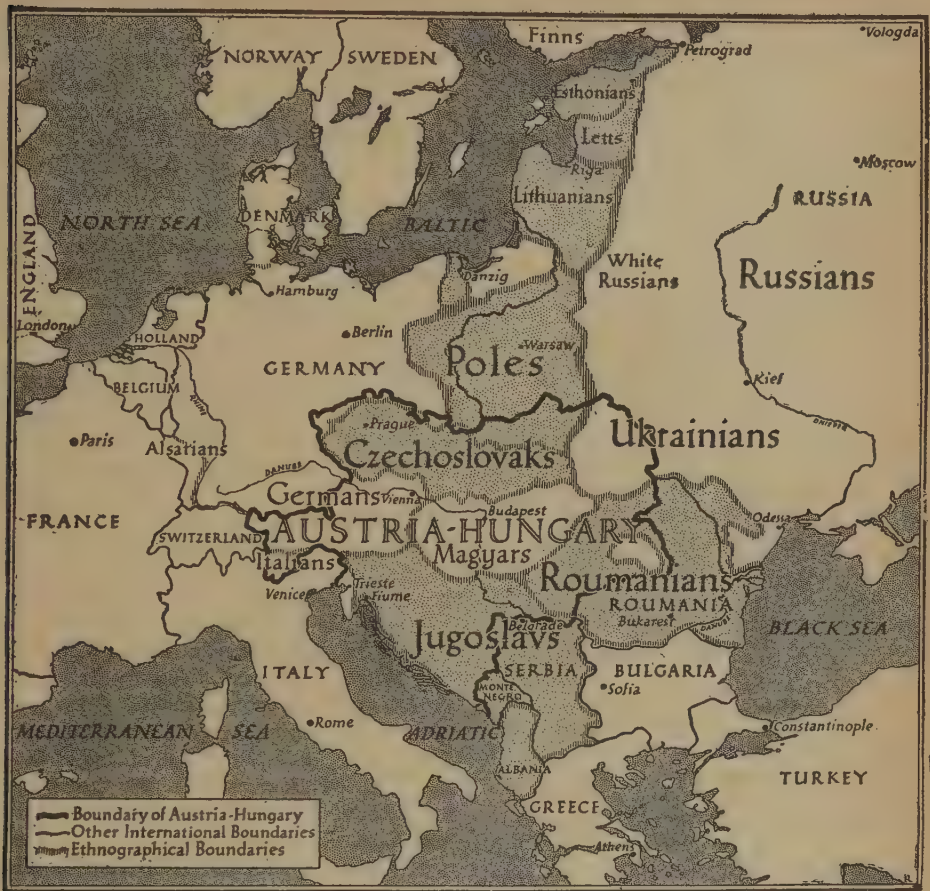 Finns
Vologda
NORWAY
SWEDEN
Petrograd
Esthonians
Letts
Riga
Moscow
Lithuanians
RUSSIA
NORTH SEA
DENMARK
BALTIC
ENGLAND
White
Russians
Russians
Danzig
Hamburg
London
Berlin
HOLLAND
Warsaw
Poles
GERMANY
BELGIUM
RHINE
Kief
Prague
Paris
Alsatians
Czechoslovaks
Ukrainians
DNIEPER
DANUBE
Germans
Vienna
Budapest
Odessa
FRANCE
AUSTRIA-HUNGARY
SWITZERLAND
Magyars
Italians
Roumanians
Venice
Trieste
Fiume
ROUMANIA
Bukarest
DANUBE
Belgrade
Jugoslavs
BLACK SEA
ITALY
SERBIA
BULGARIA
MONTE
NEGRO
Sofia
Rome
MEDITERRANEAN SEA
ADRIATIC
Constantinople
ALBANIA
TURKEY
GREECE
Athens
Boundary of Austria-Hungary
Other International Boundaries
Ethnographical Boundaries
R